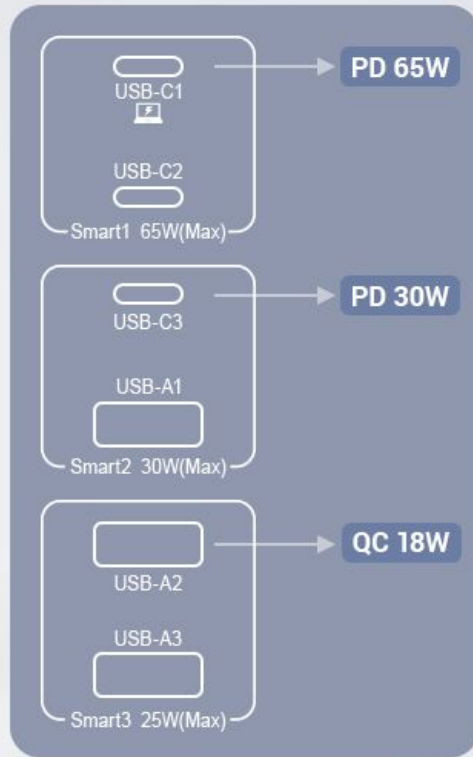 USB-C1
PD 65W
USB-C2
Smart1 65W(Max)
USB-C3
PD 30W
USB-A1
Smart2 30W(Max)
QC 18W
USB-A2
USB-A3
Smart3 25W(Max)